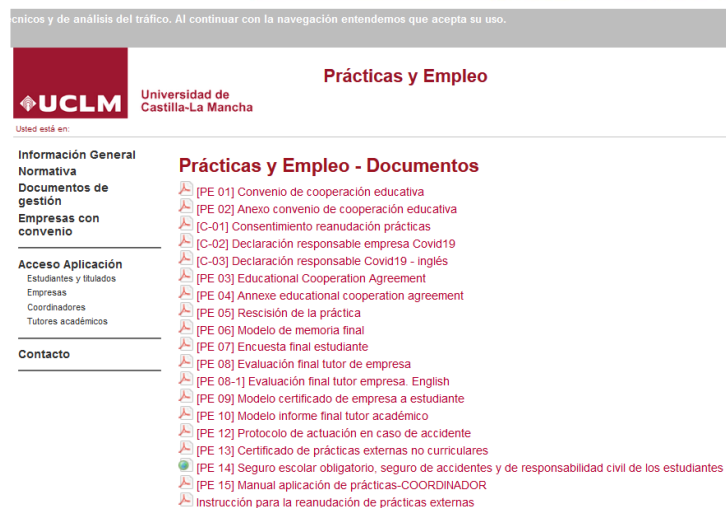 cnicos y de análisis del tráfico. Al continuar con la navegación entendemos que acepta su uso.
Prácticas y Empleo
UCLM
Universidad de
Castilla-La Mancha
Usted está en:
Información General
Normativa
Documentos de
gestión
Empresas con
convenio
Acceso Aplicación
Estudiantes y titulados
Empresas
Coordinadores
Tutores académicos
Contacto
Prácticas y Empleo - Documentos
[PE 01] Convenio de cooperación educativa
[PE 02] Anexo convenio de cooperación educativa
[C-01] Consentimiento reanudación prácticas
[C-02] Declaración responsable empresa Covid19
[C-03] Declaración responsable Covid19 - inglés
[PE 03] Educational Cooperation Agreement
[PE 04] Annexe educational cooperation agreement
[PE 05] Rescisión de la práctica
[PE 06] Modelo de memoria final
[PE 07] Encuesta final estudiante
[PE 08] Evaluación final tutor de empresa
[PE 08-1] Evaluación final tutor empresa. English
[PE 09] Modelo certificado de empresa a estudiante
[PE 10] Modelo informe final tutor académico
[PE 12] Protocolo de actuación en caso de accidente
[PE 13] Certificado de prácticas externas no curriculares
[PE 14] Seguro escolar obligatorio, seguro de accidentes y de responsabilidad civil de los estudiantes
[PE 15] Manual aplicación de prácticas-COORDINADOR
Instrucción para la reanudación de prácticas externas